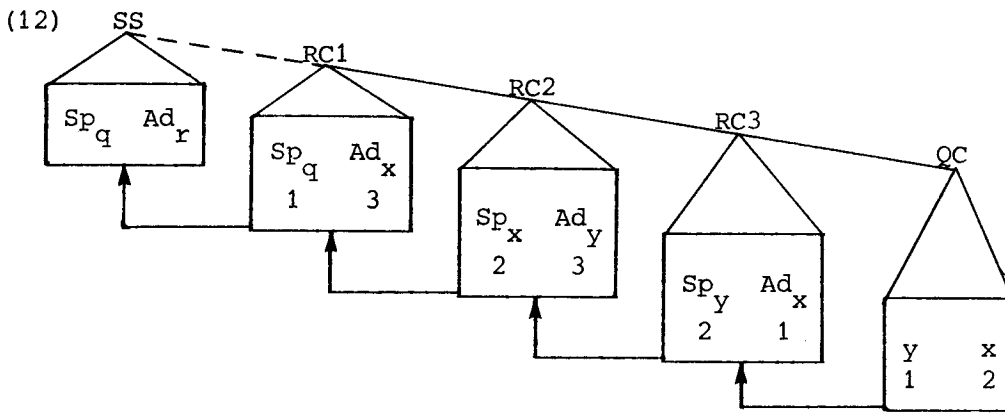 (12)
SS
RC1
RC2
RC3
QC
Sp_q Ad_r
Sp_q Ad_x
1 3
Sp_x Ad_y
2 3
Sp_y Ad_x
2 1
y x
1 2